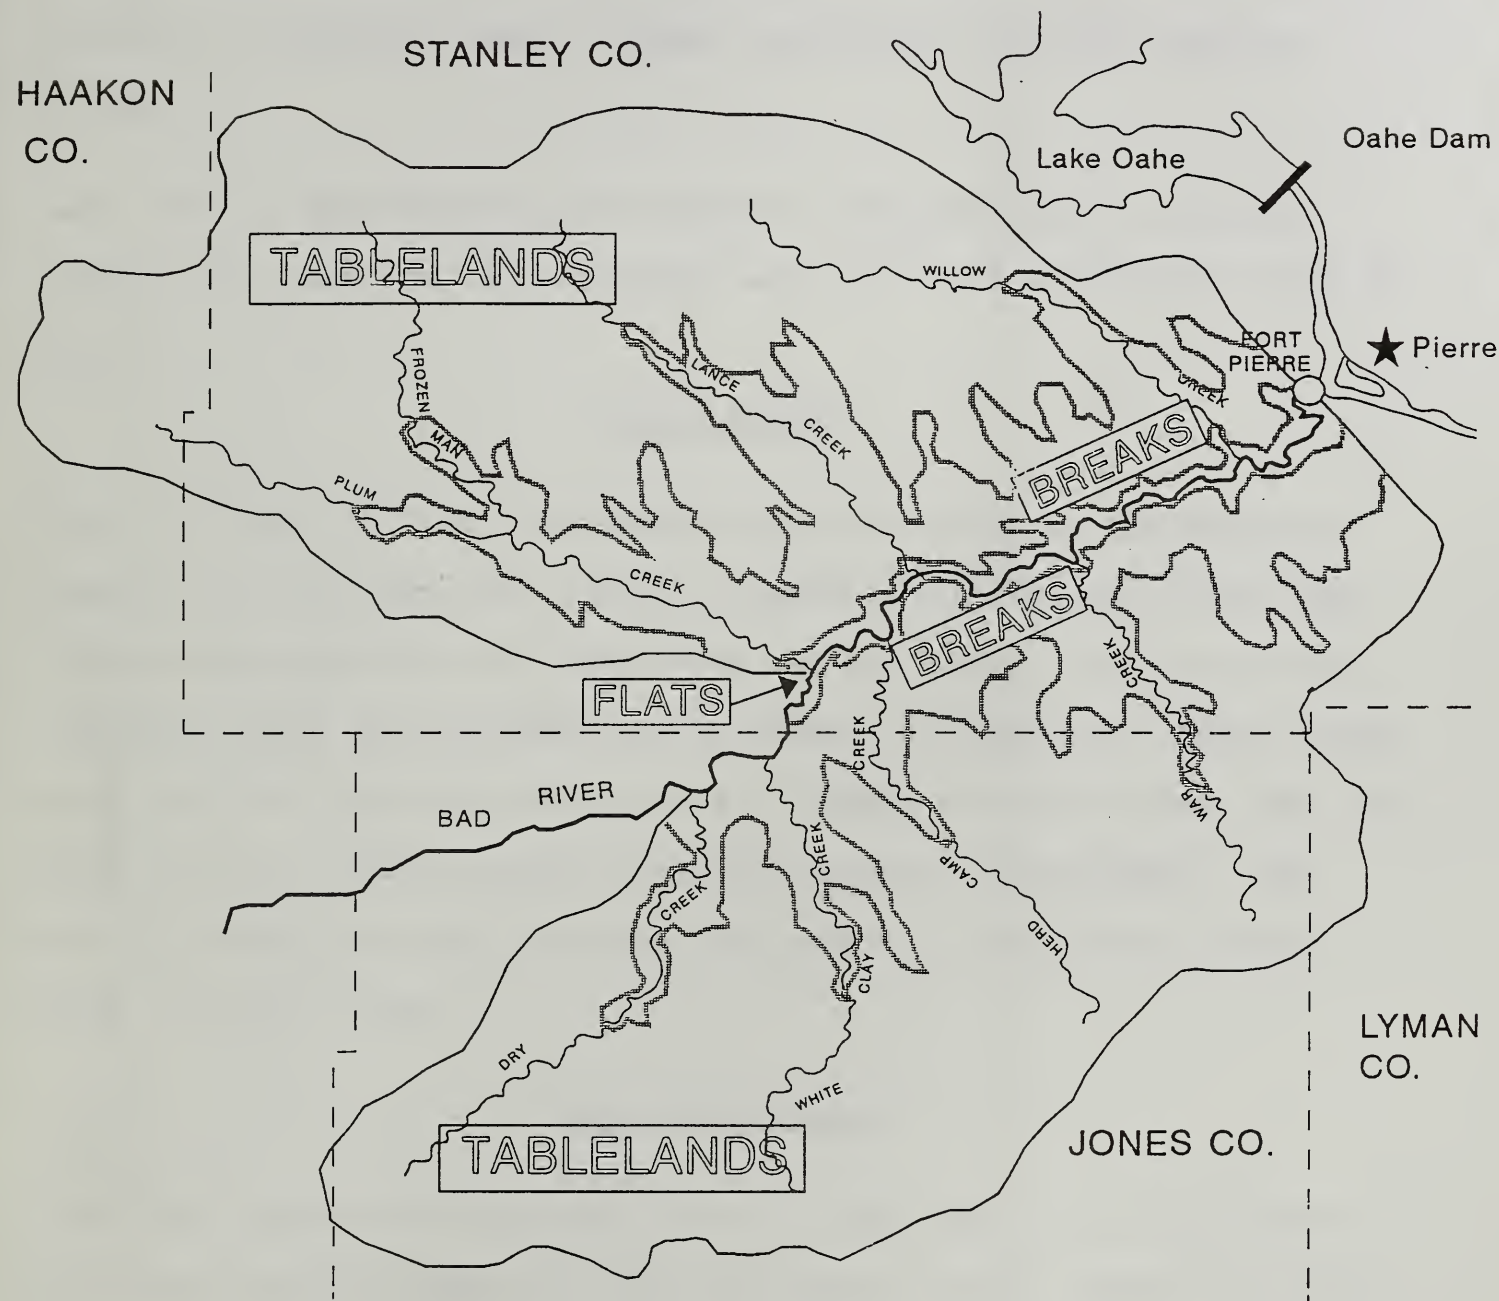 STANLEY CO.
HAAKON
CO.
Oahe Dam
Lake Oahe
TABLELANDS
WILLOW
CREEK
FORT
PIERRE
Pierre
FROZEN
MAN
CREEK
LANCE
CREEK
PLUM
BREAKS
BREAKS
FLATS
CREEK
WAR
CREEK
CAMP
HERD
BAD
RIVER
CREEK
CLAY
WHITE
CREEK
DRY
TABLELANDS
LYMAN
CO.
JONES CO.